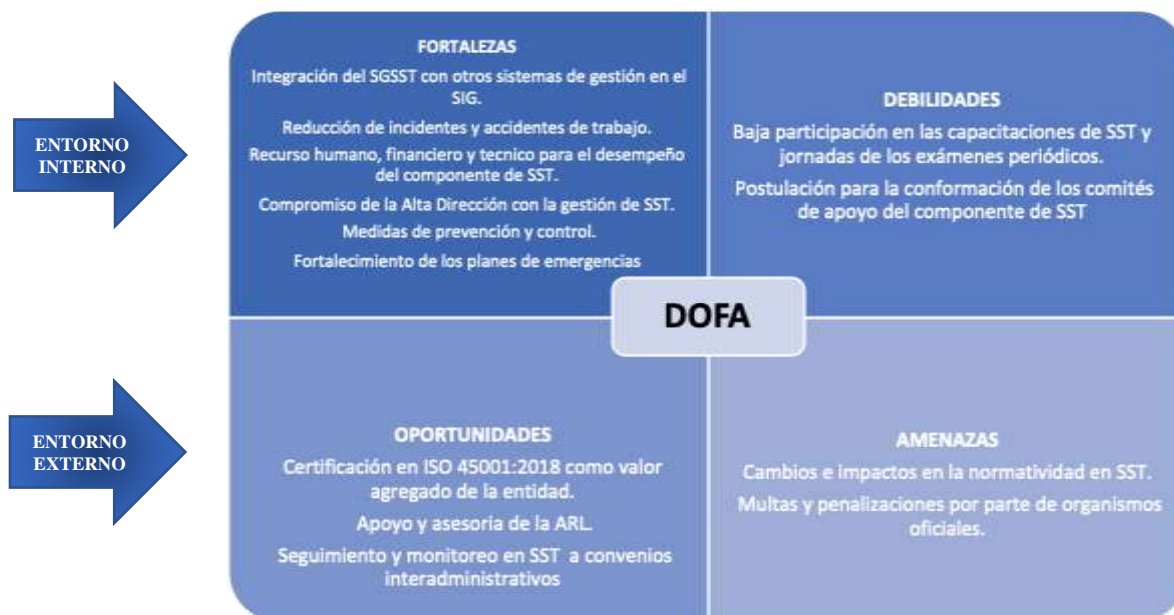 ENTORNO
INTERNO
FORTALEZAS
Integración del SGSST con otros sistemas de gestión en el
SIG.
Reducción de incidentes y accidentes de trabajo.
Recurso humano, financiero y tecnico para el desempeño
del componente de SST.
Compromiso de la Alta Dirección con la gestión de SST.
Medidas de prevención y control.
Fortalecimiento de los planes de emergencias
DEBILIDADES
Baja participación en las capacitaciones de SST y
jornadas de los exámenes periódicos.
Postulación para la conformación de los comités
de apoyo del componente de SST
DOFA
ENTORNO
EXTERNO
OPORTUNIDADES
Certificación en ISO 45001:2018 como valor
agregado de la entidad.
Apoyo y asesoria de la ARL.
Seguimiento y monitoreo en SST a convenios
interadministrativos
AMENAZAS
Cambios e impactos en la normatividad en SST.
Multas y penalizaciones por parte de organismos
oficiales.